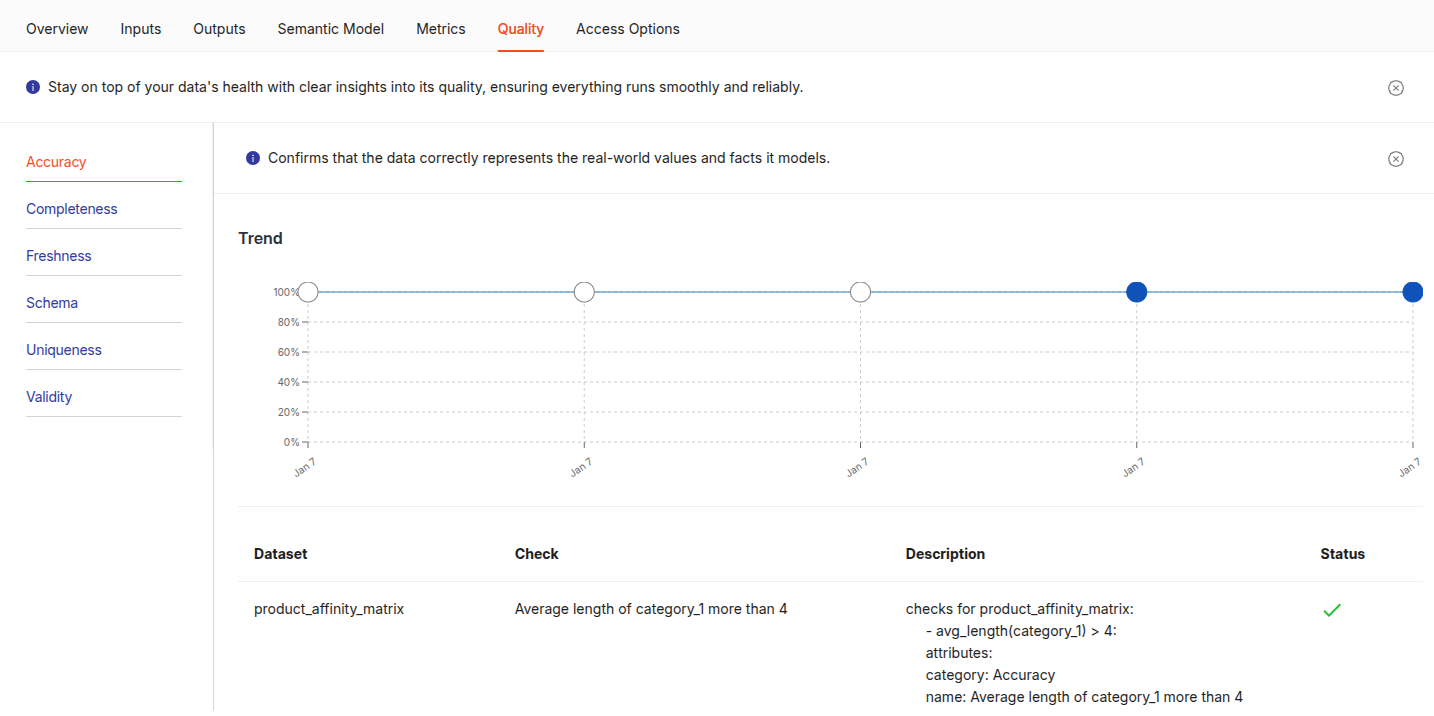 Overview Inputs Outputs Semantic Model Metrics Quality Access Options
Stay on top of your data's health with clear insights into its quality, ensuring everything runs smoothly and reliably.
Accuracy
Completeness
Freshness
Schema
Uniqueness
Validity
Confirms that the data correctly represents the real-world values and facts it models.
Trend
100%
80%
60%
40%
20%
0%
Jan 7 Jan 7 Jan 7 Jan 7 Jan 7
Dataset Check Description Status
product_affinity_matrix Average length of category_1 more than 4 checks for product_affinity_matrix:
- avg_length(category_1) > 4:
attributes:
category: Accuracy
name: Average length of category_1 more than 4